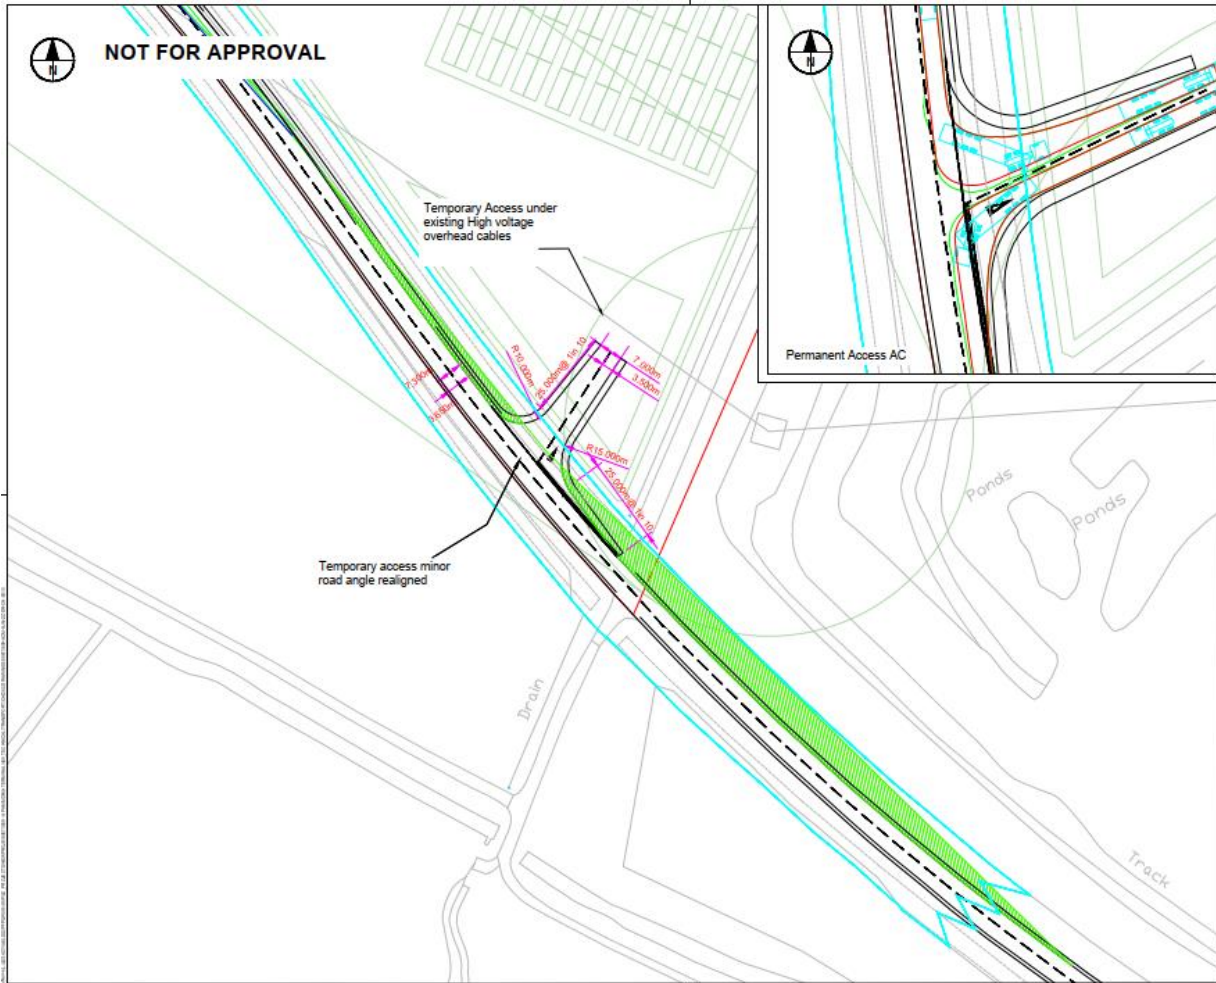 NOT FOR APPROVAL
N
N
Temporary Access under
existing High voltage
overhead cables
Permanent Access AC
R10.000m
25.000m@ 1in 10
7.000m
3.500m
7.300m
3.650m
R15.000m
25.000m@ 1in 10
Ponds
Ponds
Temporary access minor
road angle realigned
Drain
Track